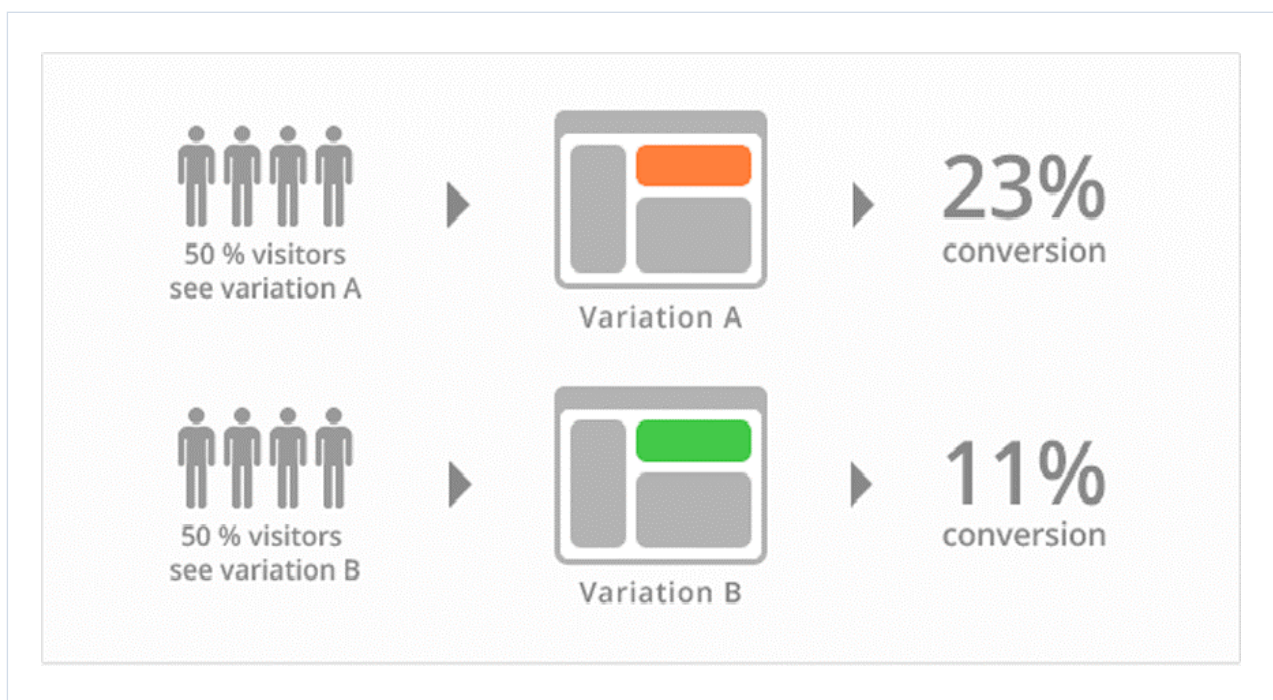 50 % visitors
see variation A
Variation A
23%
conversion
50 % visitors
see variation B
Variation B
11%
conversion